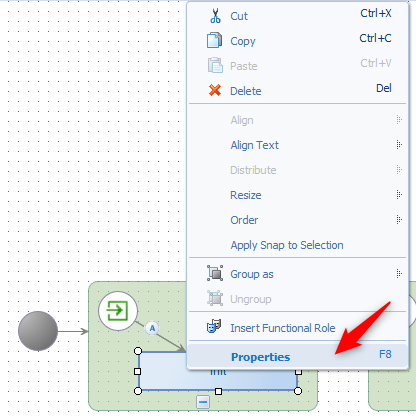 Cut Ctrl+X
Copy Ctrl+C
Paste Ctrl+V
Delete Del
Align
Align Text
Distribute
Resize
Order
Apply Snap to Selection
Group as
Ungroup
Insert Functional Role
Properties F8
A
Init